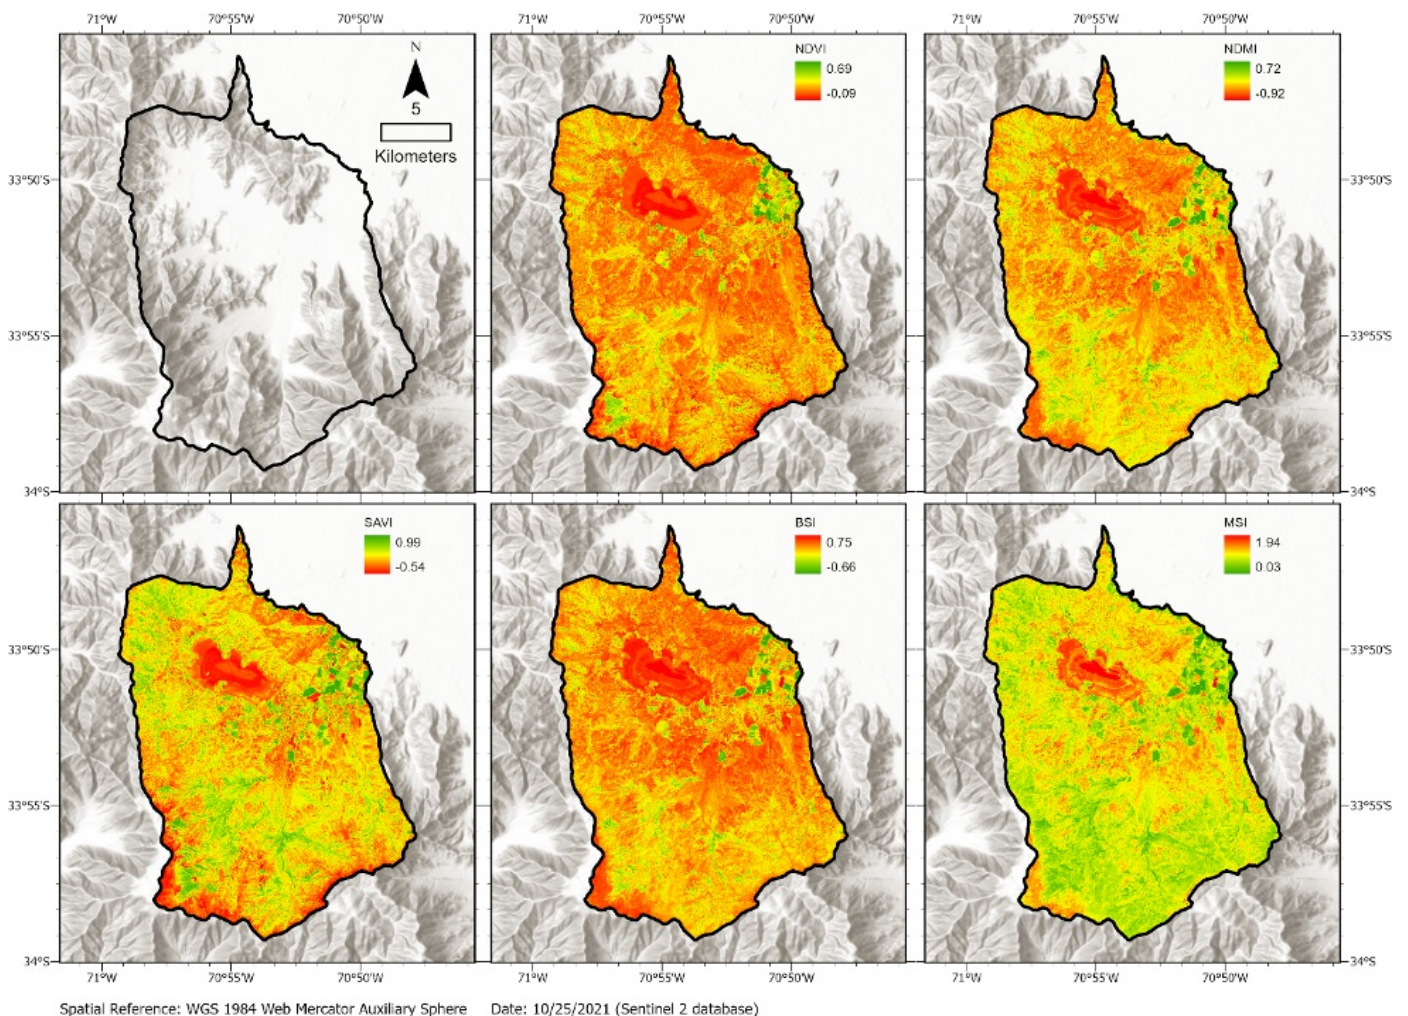 71°W 70°55'W 70°50'W 70°55'W 70°50'W 71°W 70°55'W 70°50'W
N
5
Kilometers
NDVI
0.69
-0.09
NDMI
0.72
-0.92
33°50'S 33°50'S
33°55'S 33°55'S
34°S 34°S
SAVI
0.99
-0.54
BSI
0.75
-0.66
MSI
1.94
0.03
33°50'S 33°50'S
33°55'S 33°55'S
34°S 34°S
71°W 70°55'W 70°50'W 71°W 70°55'W 70°50'W 71°W 70°55'W 70°50'W
Spatial Reference: WGS 1984 Web Mercator Auxiliary Sphere Date: 10/25/2021 (Sentinel 2 database)